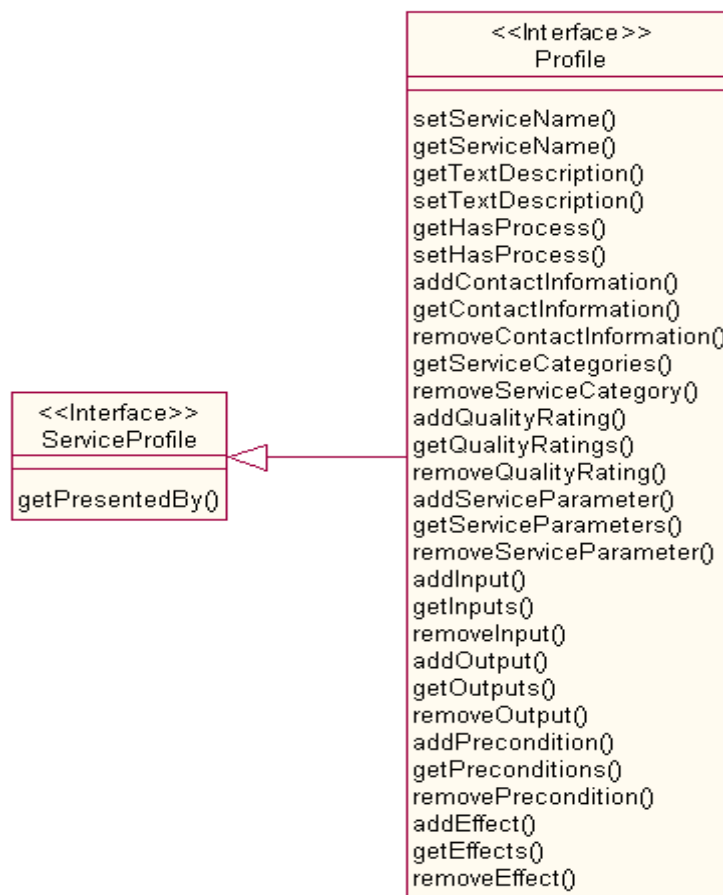 <<Interface>>
ServiceProfile
getPresentedBy()
<<Interface>>
Profile
setServiceName()
getServiceName()
getTextDescription()
setTextDescription()
getHasProcess()
setHasProcess()
addContactInfomation()
getContactInformation()
removeContactInformation()
getServiceCategories()
removeServiceCategory()
addQualityRating()
getQualityRatings()
removeQualityRating()
addServiceParameter()
getServiceParameters()
removeServiceParameter()
addInput()
getInputs()
removeInput()
addOutput()
getOutputs()
removeOutput()
addPrecondition()
getPreconditions()
removePrecondition()
addEffect()
getEffects()
removeEffect()